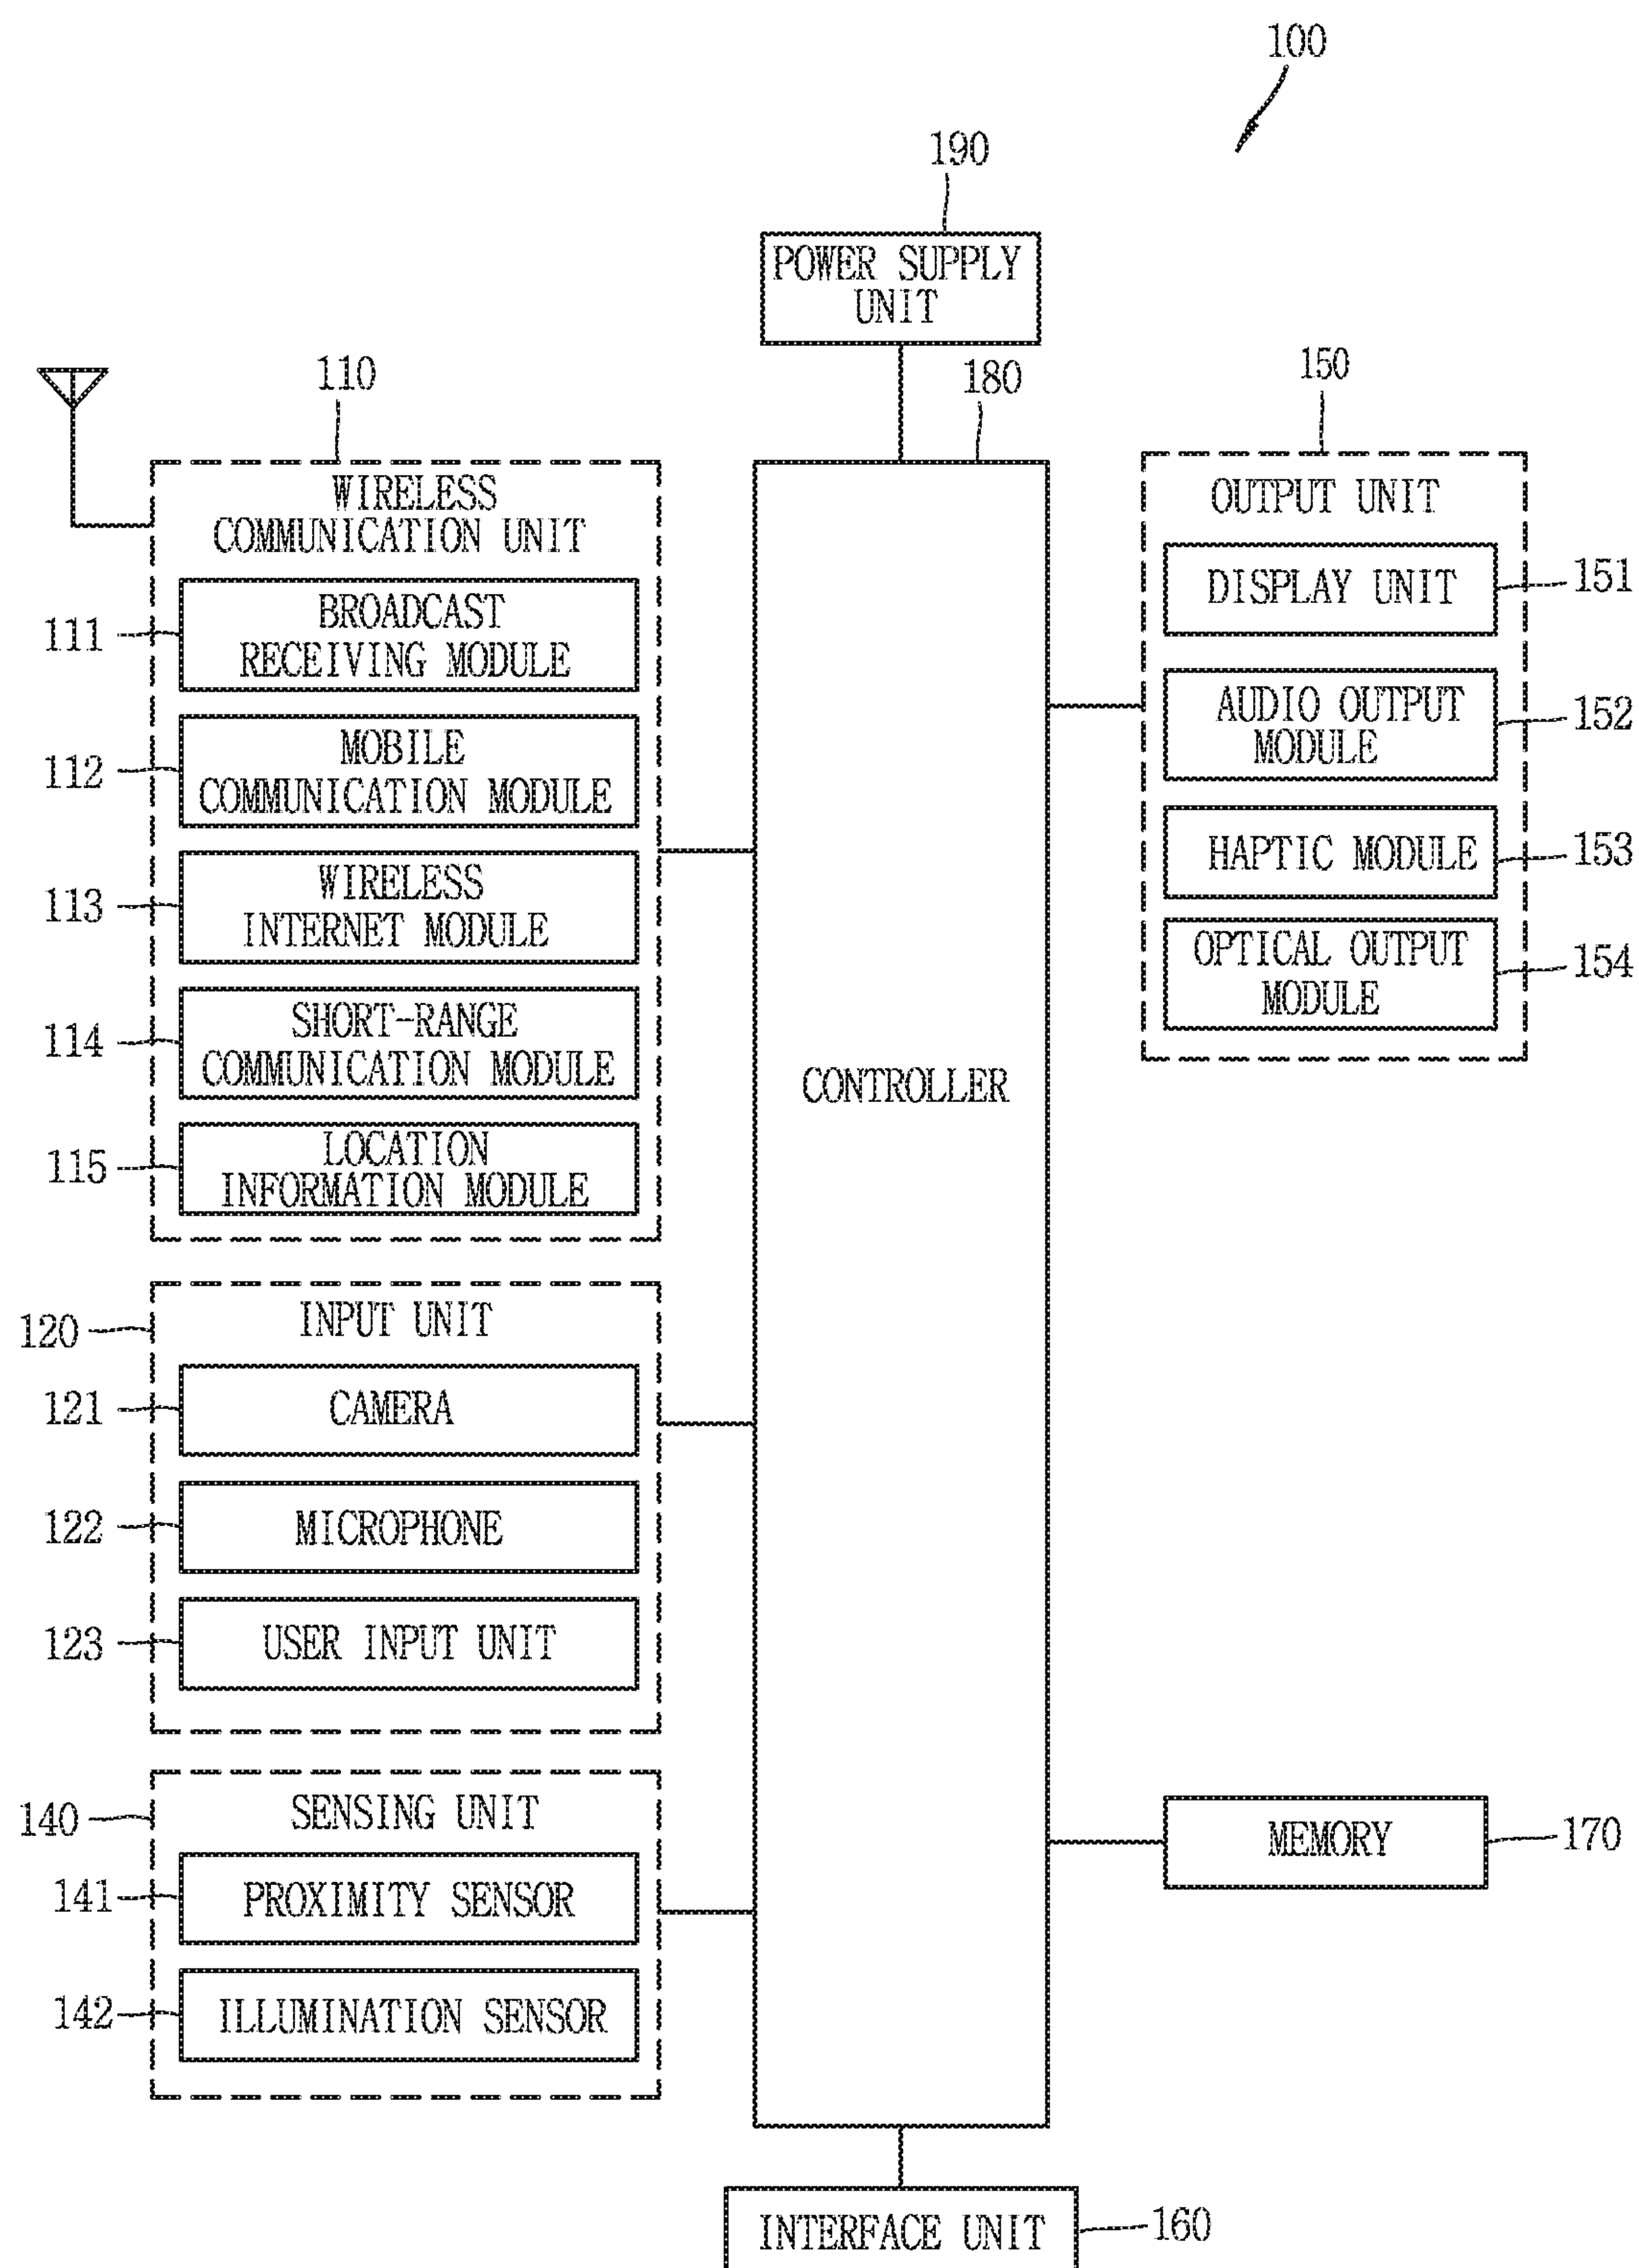 100
190
POWER SUPPLY
UNIT
110
180
150
WIRELESS
COMMUNICATION UNIT
111
BROADCAST
RECEIVING MODULE
112
MOBILE
COMMUNICATION MODULE
113
WIRELESS
INTERNET MODULE
114
SHORT-RANGE
COMMUNICATION MODULE
115
LOCATION
INFORMATION MODULE
120
INPUT UNIT
121
CAMERA
122
MICROPHONE
123
USER INPUT UNIT
140
SENSING UNIT
141
PROXIMITY SENSOR
142
ILLUMINATION SENSOR
CONTROLLER
OUTPUT UNIT
DISPLAY UNIT
151
AUDIO OUTPUT
MODULE
152
HAPTIC MODULE
153
OPTICAL OUTPUT
MODULE
154
MEMORY
170
INTERFACE UNIT
160